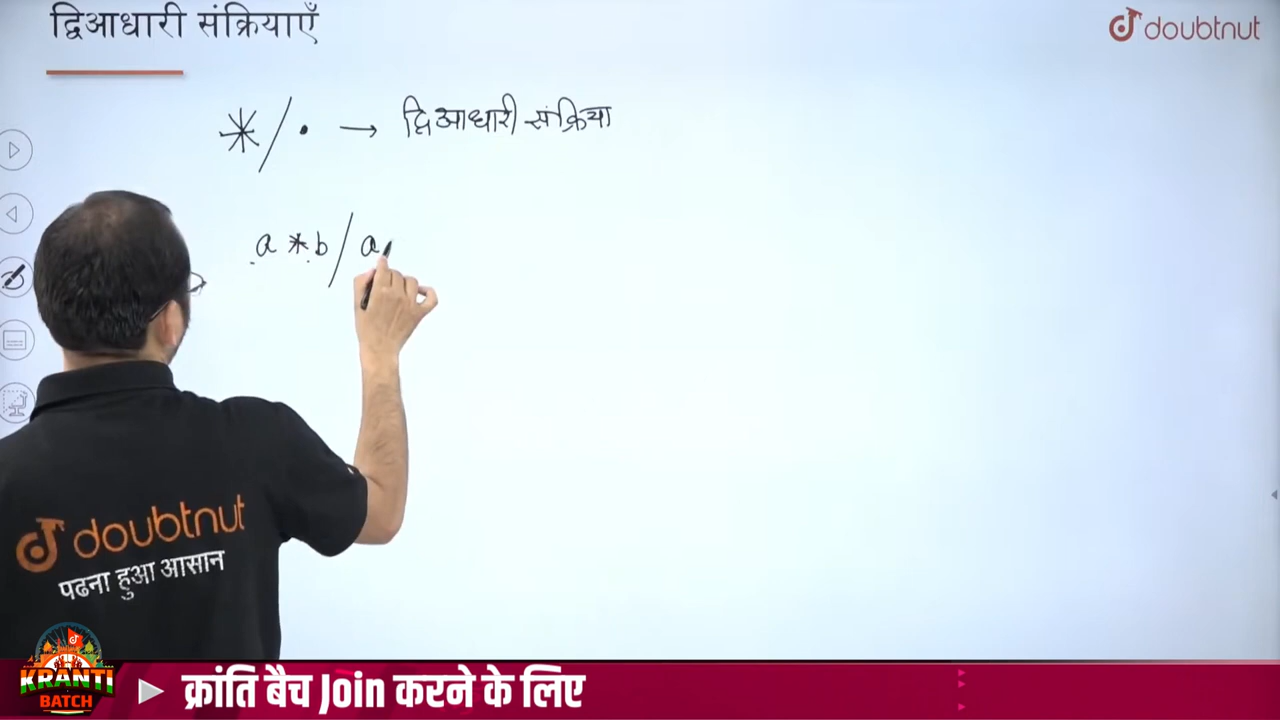 द्विआधारी संक्रियाएँ
doubtnut
* / • → द्विआधारी संक्रिया
a * b / a
doubtnut
पढना हुआ आसान
KRANTI
BATCH
क्रांति बैच Join करने के लिए